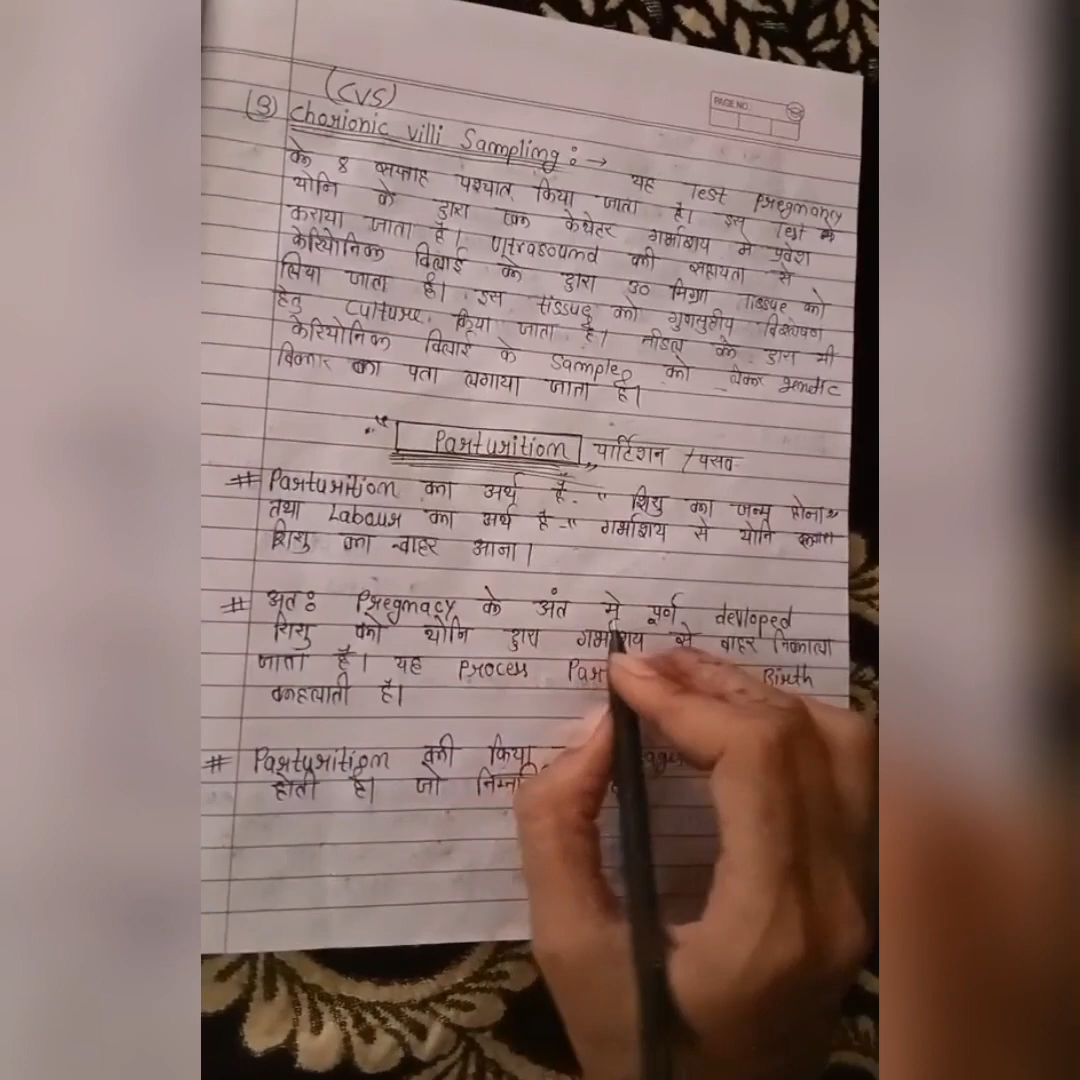 PAGE NO.
(CVS)
(3) Chorionic Villi Sampling : → यह Test Pregnancy
के 8 सप्ताह पश्चात् किया जाता है। इस Test में
योनि के द्वारा एक केथेटर गर्भाशय मे प्रवेश
कराया जाता है। Ultrasound की सहायता से
केरियोनिक विलाई के द्वारा 30 मिग्रा Tissue को
लिया जाता है। इस tissue को गुणसुत्रीय विश्लेषण
हेतु Culture किया जाता है। नीडल के द्वारा भी
केरियोनिक विलाई के Sample को लेकर genetic
विकार का पता लगाया जाता है।
" Parturition " पार्टिशन / प्रसव
# Parturition का अर्थ है - " शिशु का जन्म होना"
तथा Labour का अर्थ है -" गर्भाशय से योनि द्वारा
शिशु का बाहर आना।
# अतः Pregnacy के अंत मे पूर्ण devloped
शिशु को योनि द्वारा गर्भाशय से बाहर निकाला
जाता है। यह Process Birth
कहलाती है।
# Parturition की क्रिया
होती है। जो